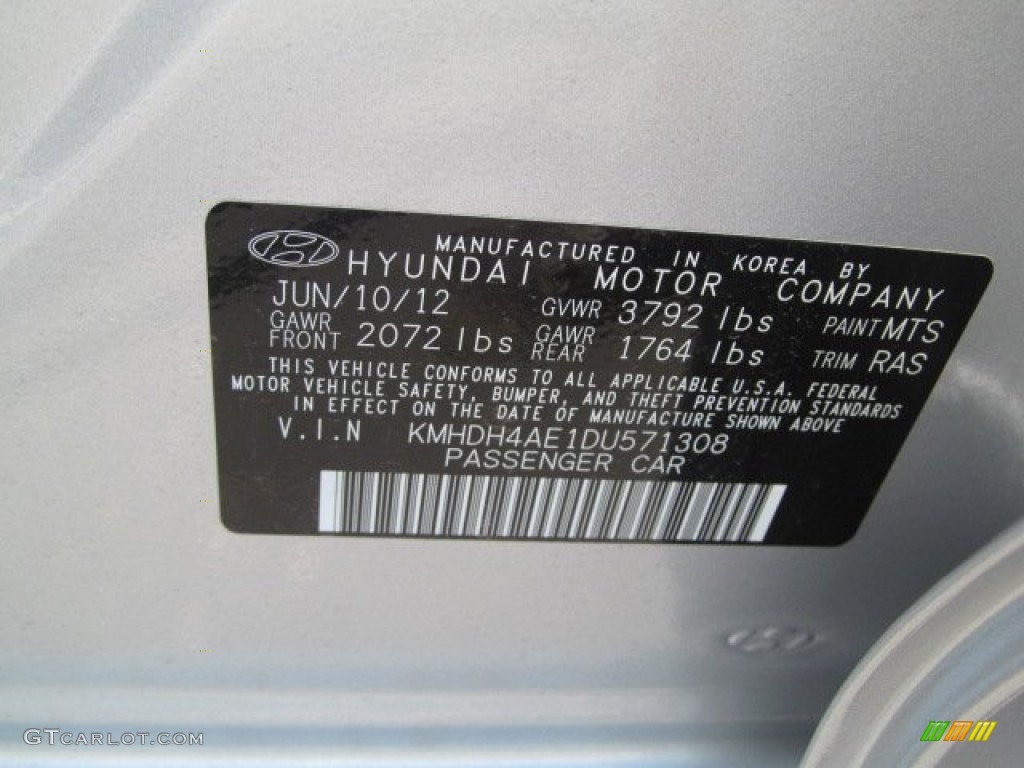 MANUFACTURED IN KOREA BY
HYUNDAI MOTOR COMPANY
JUN/10/12 GVWR 3792 lbs PAINT MTS
GAWR FRONT 2072 lbs GAWR REAR 1764 lbs TRIM RAS
THIS VEHICLE CONFORMS TO ALL APPLICABLE U.S.A. FEDERAL
MOTOR VEHICLE SAFETY, BUMPER, AND THEFT PREVENTION STANDARDS
IN EFFECT ON THE DATE OF MANUFACTURE SHOWN ABOVE
V.I.N KMHDH4AE1DU571308
PASSENGER CAR
GTCARLOT.COM